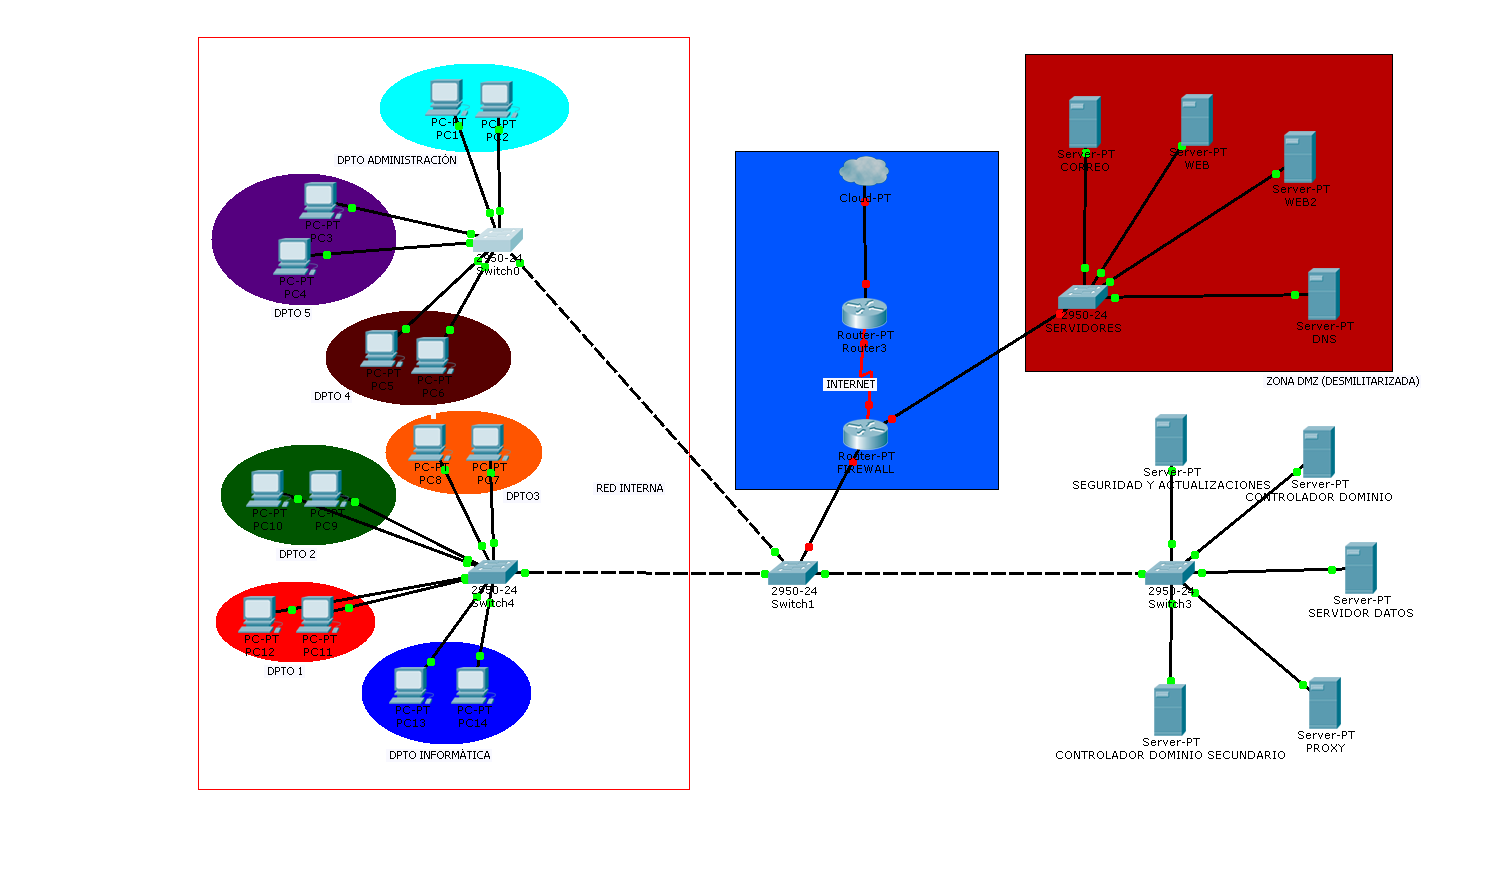 PC-PT
PC1
PC-PT
PC2
DPTO ADMINISTRACIÓN
PC-PT
PC3
PC-PT
PC4
DPTO 5
2950-24
Switch0
PC-PT
PC5
PC-PT
PC6
DPTO 4
PC-PT
PC8
PC-PT
PC7
DPTO3
RED INTERNA
PC-PT
PC10
PC-PT
PC9
DPTO 2
2950-24
Switch4
PC-PT
PC12
PC-PT
PC11
DPTO 1
PC-PT
PC13
PC-PT
PC14
DPTO INFORMÁTICA
Cloud-PT
Router-PT
Router3
INTERNET
Router-PT
FIREWALL
2950-24
Switch1
Server-PT
CORREO
Server-PT
WEB
Server-PT
WEB2
2950-24
SERVIDORES
Server-PT
DNS
ZONA DMZ (DESMILITARIZADA)
Server-PT
SEGURIDAD Y ACTUALIZACIONES
Server-PT
CONTROLADOR DOMINIO
2950-24
Switch3
Server-PT
SERVIDOR DATOS
Server-PT
CONTROLADOR DOMINIO SECUNDARIO
Server-PT
PROXY